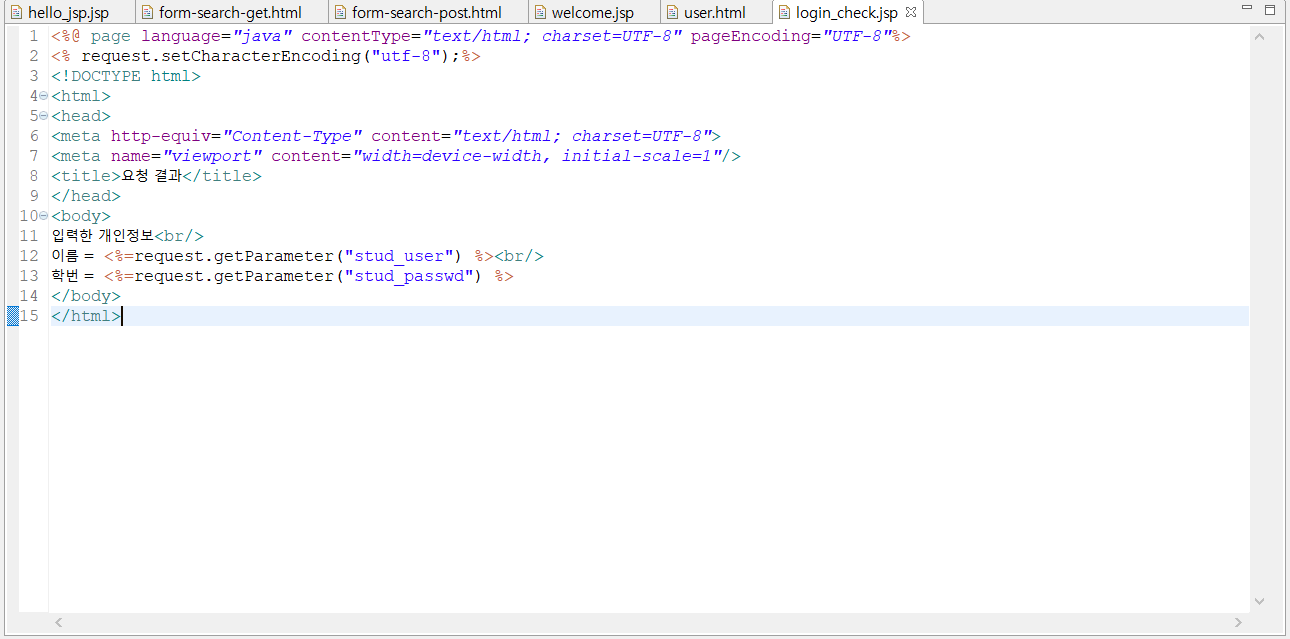 hello_jsp.jsp form-search-get.html form-search-post.html welcome.jsp user.html login_check.jsp
1 <%@ page language="java" contentType="text/html; charset=UTF-8" pageEncoding="UTF-8"%>
2 <% request.setCharacterEncoding("utf-8");%>
3 <!DOCTYPE html>
4 <html>
5 <head>
6 <meta http-equiv="Content-Type" content="text/html; charset=UTF-8">
7 <meta name="viewport" content="width=device-width, initial-scale=1"/>
8 <title>요청 결과</title>
9 </head>
10 <body>
11 입력한 개인정보<br/>
12 이름 = <%=request.getParameter("stud_user") %><br/>
13 학번 = <%=request.getParameter("stud_passwd") %>
14 </body>
15 </html>